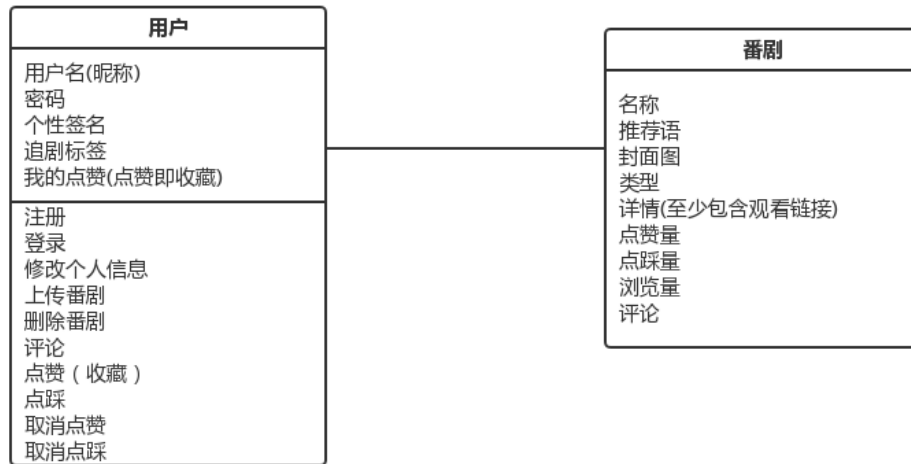 用户
用户名(昵称)
密码
个性签名
追剧标签
我的点赞(点赞即收藏)
注册
登录
修改个人信息
上传番剧
删除番剧
评论
点赞（收藏）
点踩
取消点赞
取消点踩
番剧
名称
推荐语
封面图
类型
详情(至少包含观看链接)
点赞量
点踩量
浏览量
评论